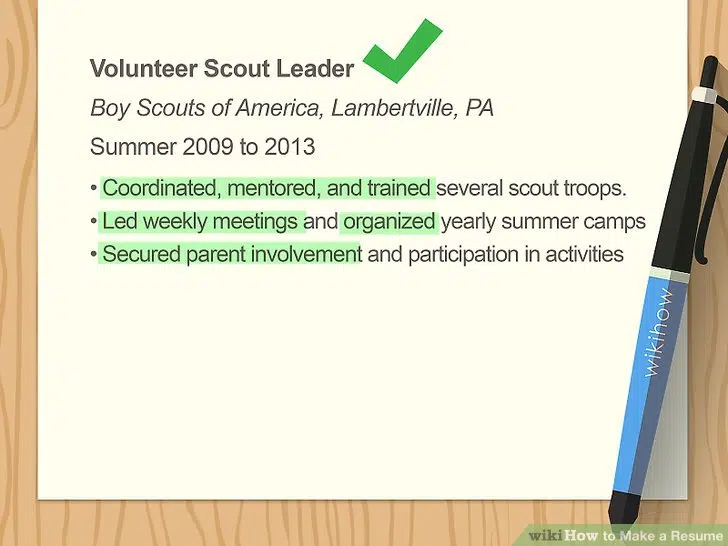 Volunteer Scout Leader
Boy Scouts of America, Lambertville, PA
Summer 2009 to 2013
• Coordinated, mentored, and trained several scout troops.
• Led weekly meetings and organized yearly summer camps
• Secured parent involvement and participation in activities
wikihow
wikiHow to Make a Resume